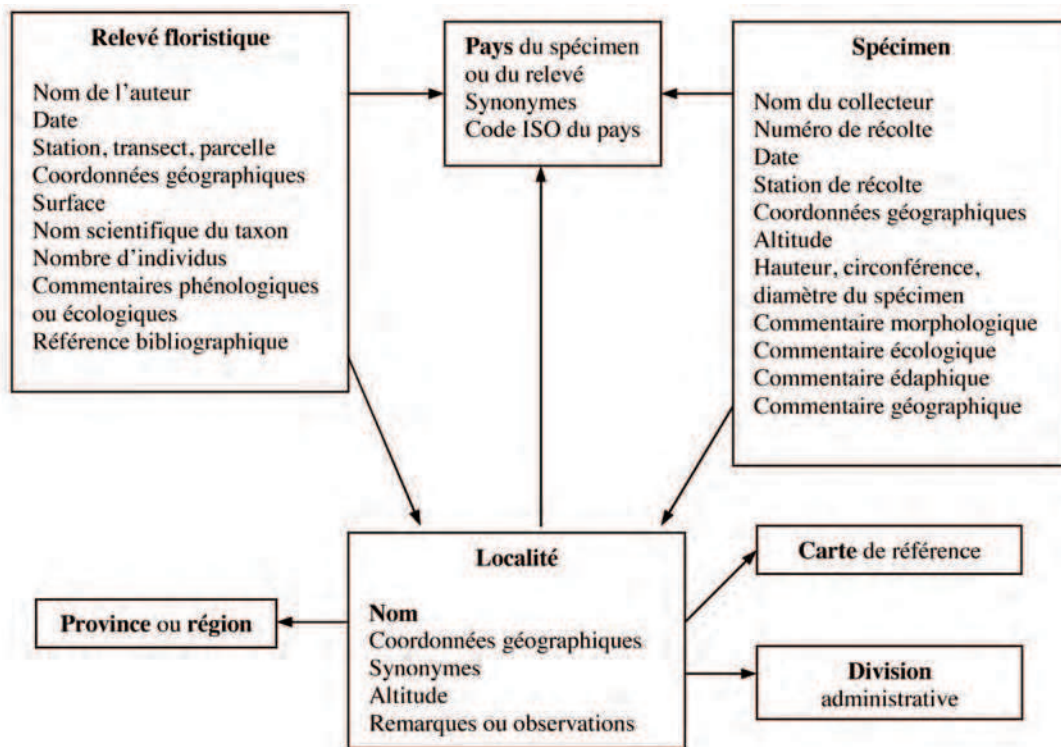 Relevé floristique
Nom de l’auteur
Date
Station, transect, parcelle
Coordonnées géographiques
Surface
Nom scientifique du taxon
Nombre d’individus
Commentaires phénologiques
ou écologiques
Référence bibliographique
Pays du spécimen
ou du relevé
Synonymes
Code ISO du pays
Spécimen
Nom du collecteur
Numéro de récolte
Date
Station de récolte
Coordonnées géographiques
Altitude
Hauteur, circonférence,
diamètre du spécimen
Commentaire morphologique
Commentaire écologique
Commentaire édaphique
Commentaire géographique
Province ou région
Localité
Nom
Coordonnées géographiques
Synonymes
Altitude
Remarques ou observations
Carte de référence
Division
administrative